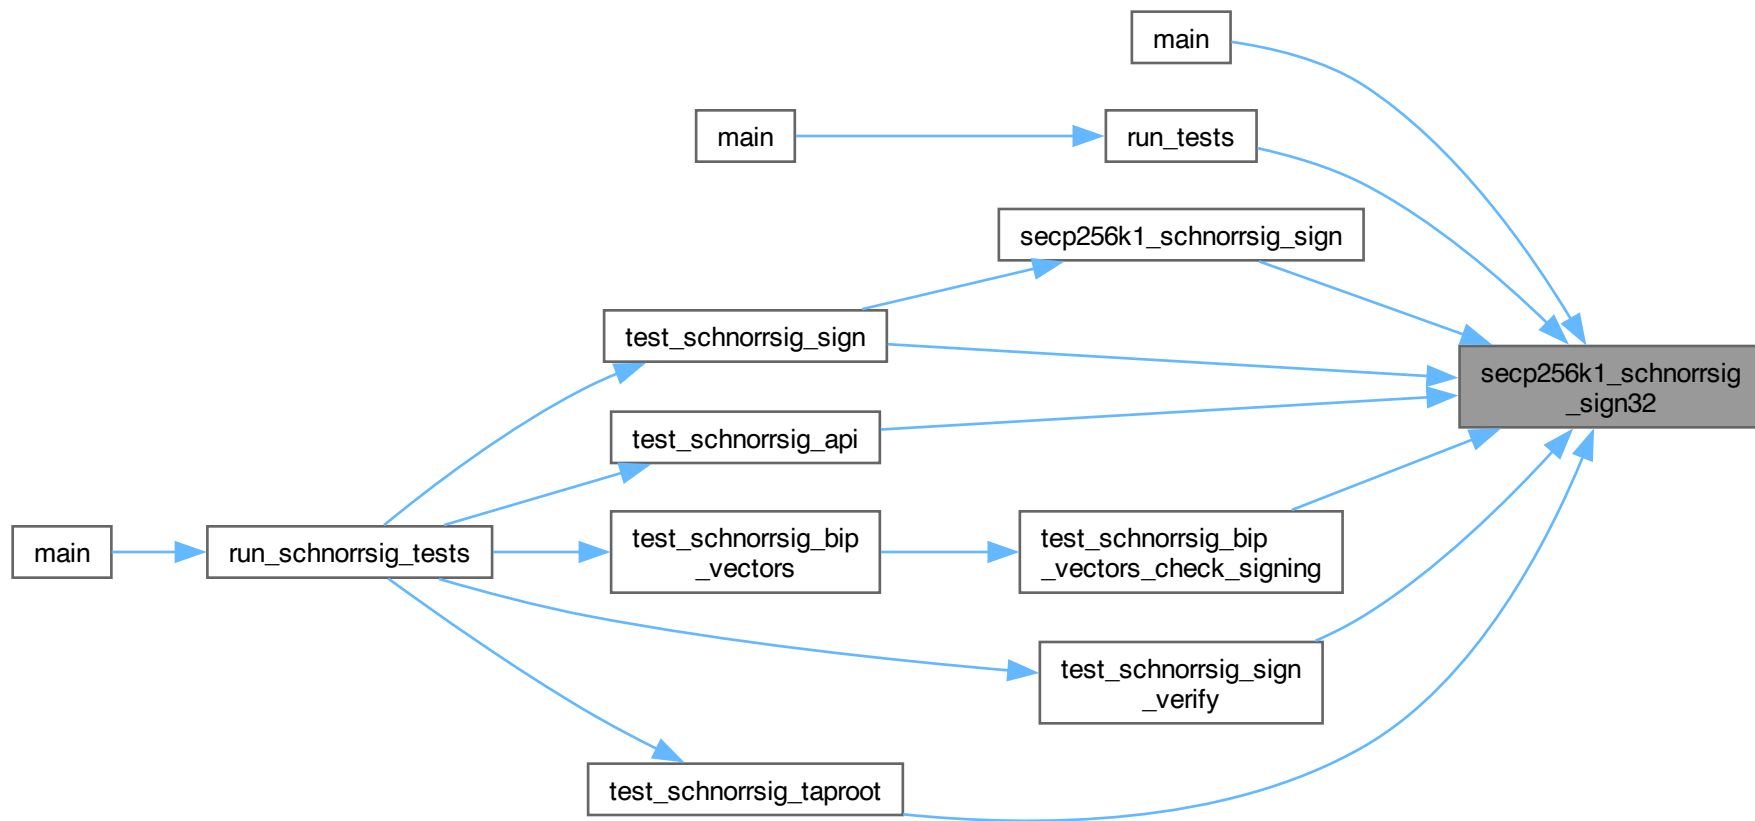 main
main
run_tests
secp256k1_schnorrsig_sign
test_schnorrsig_sign
secp256k1_schnorrsig
_sign32
test_schnorrsig_api
main
run_schnorrsig_tests
test_schnorrsig_bip
_vectors
test_schnorrsig_bip
_vectors_check_signing
test_schnorrsig_sign
_verify
test_schnorrsig_taproot